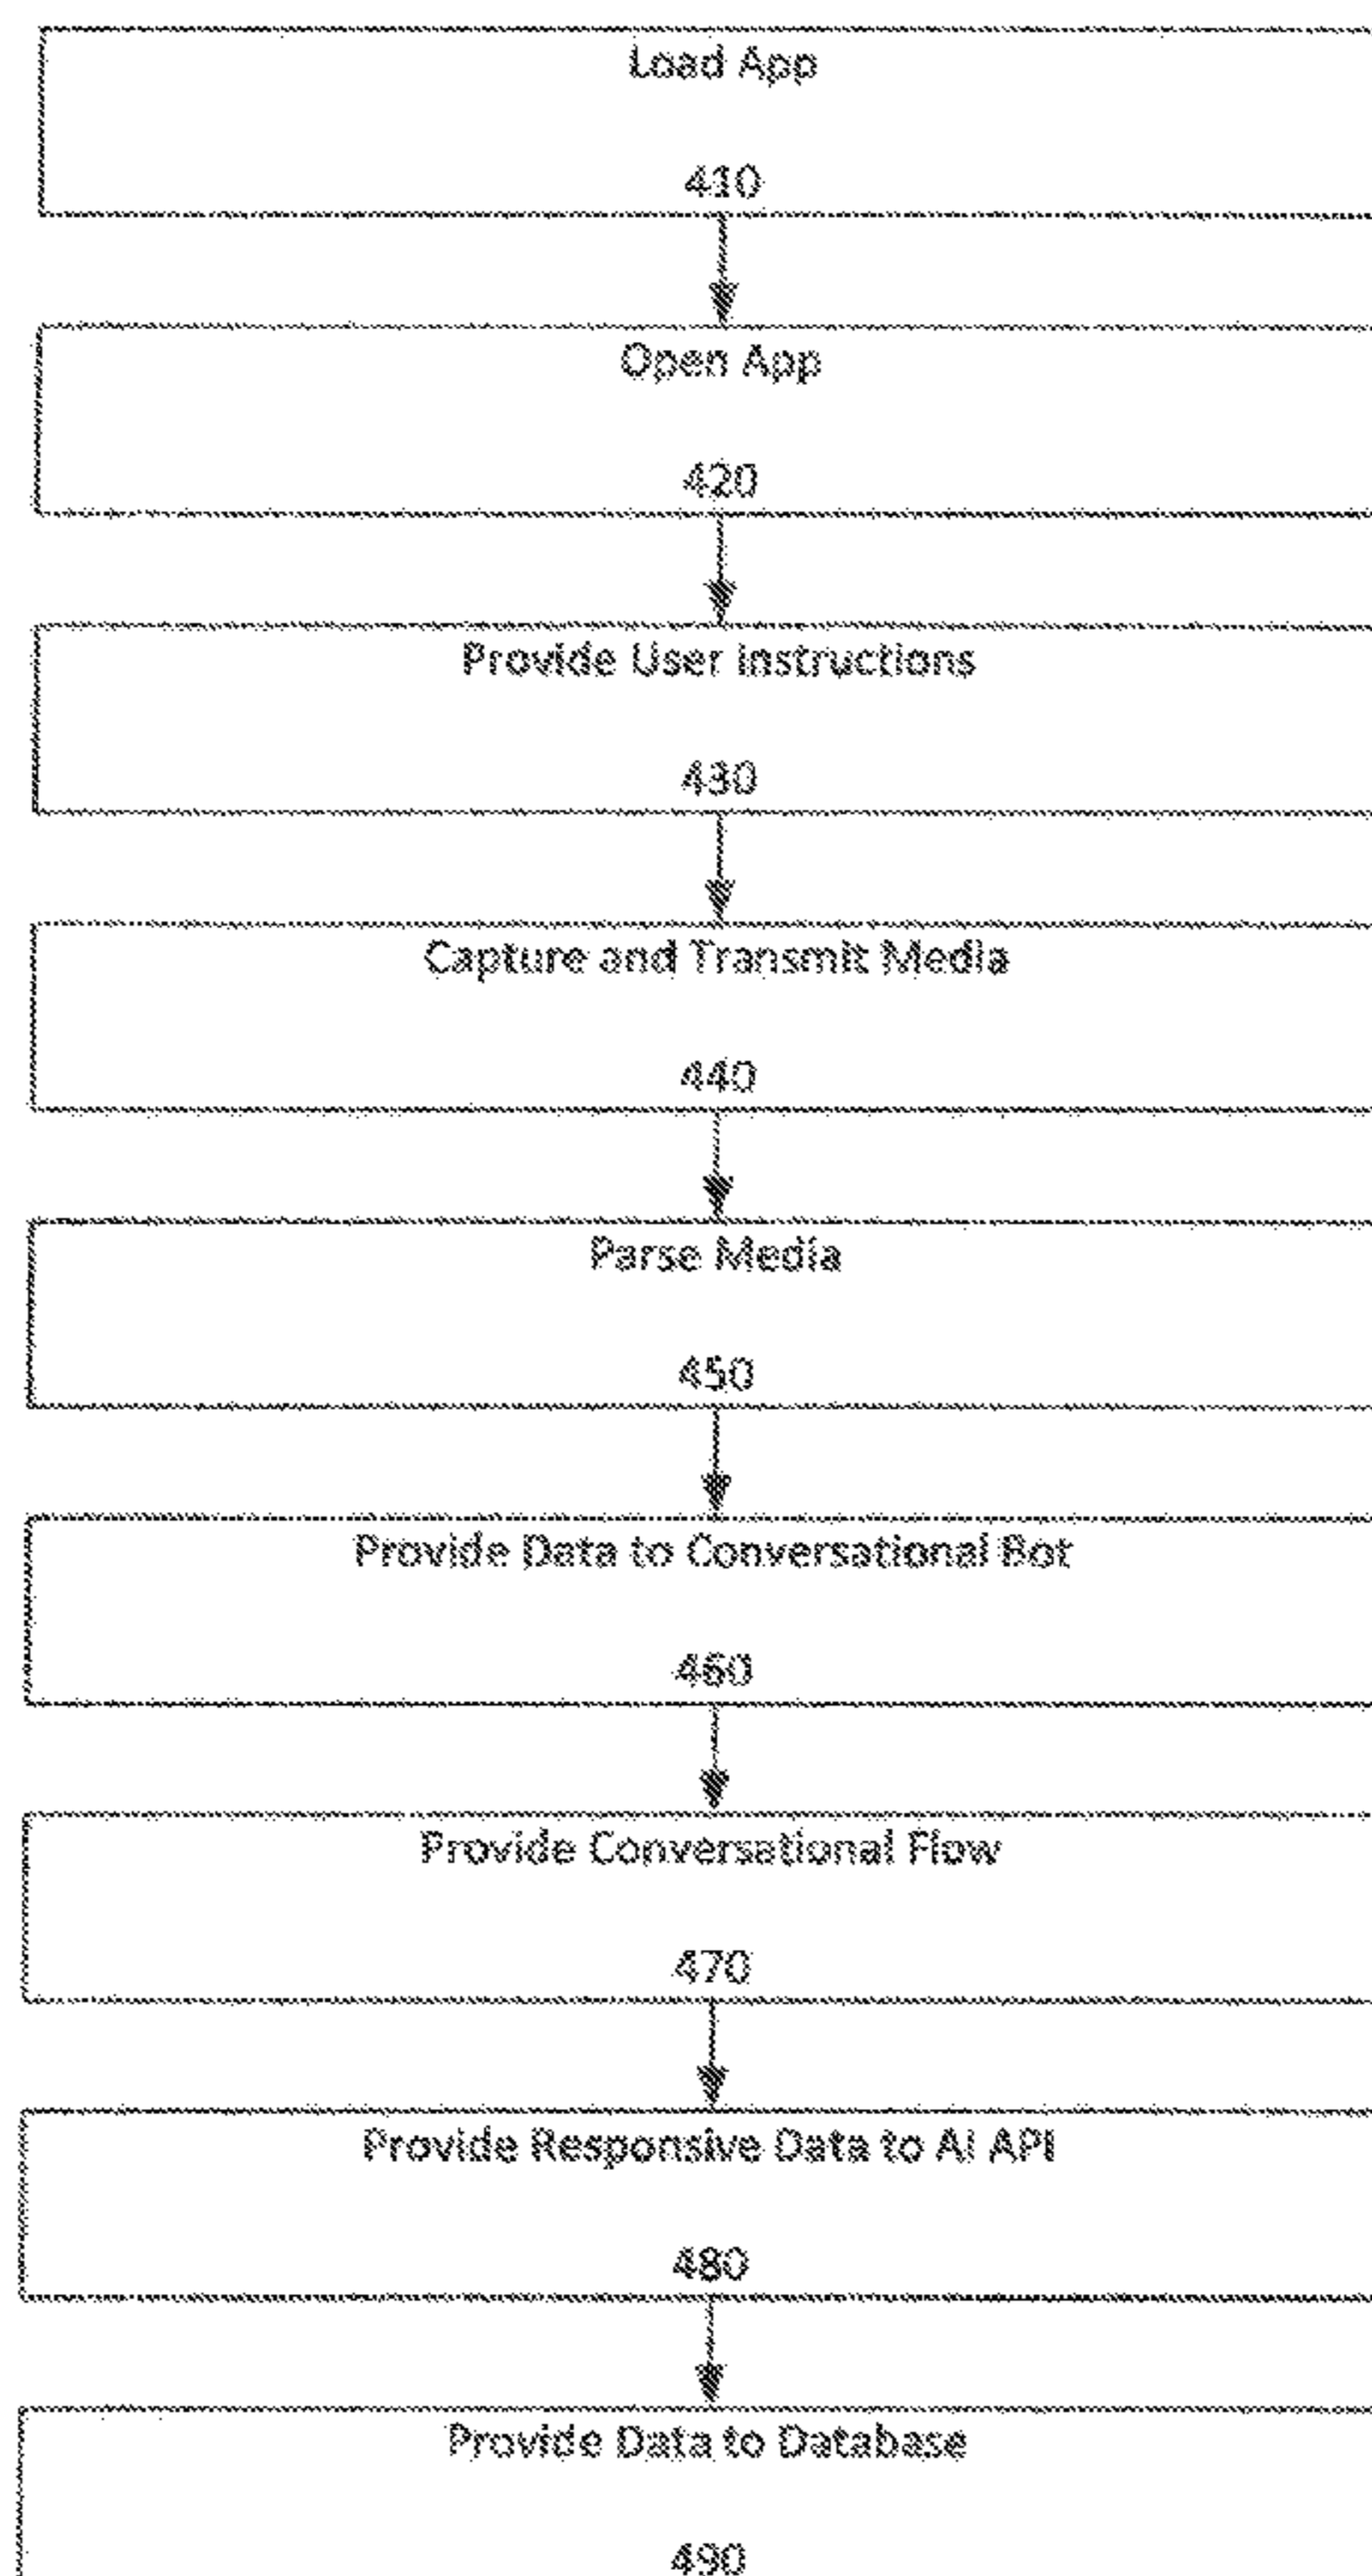 Load App
410
Open App
420
Provide User Instructions
430
Capture and Transmit Media
440
Parse Media
450
Provide Data to Conversational Bot
460
Provide Conversational Flow
470
Provide Responsive Data to AI API
480
Provide Data to Database
490